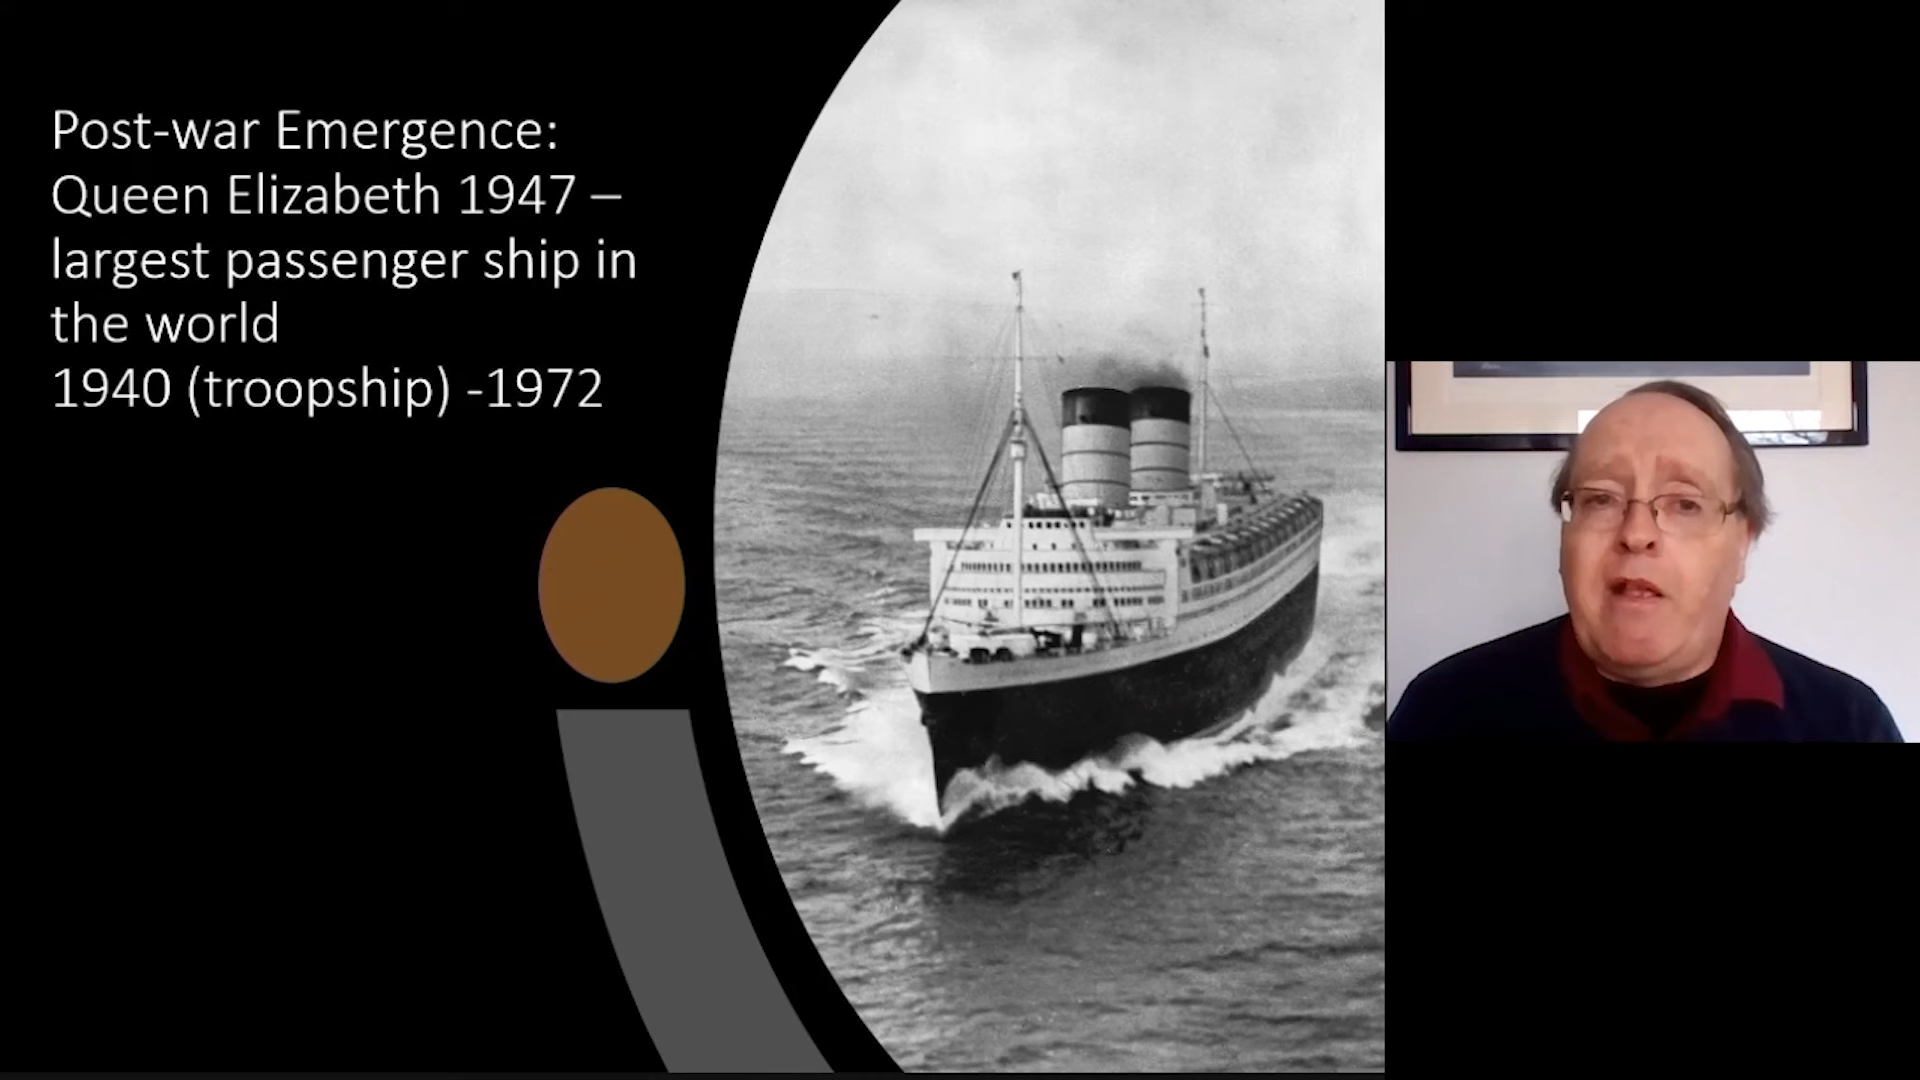 Post-war Emergence:
Queen Elizabeth 1947 –
largest passenger ship in
the world
1940 (troopship) -1972